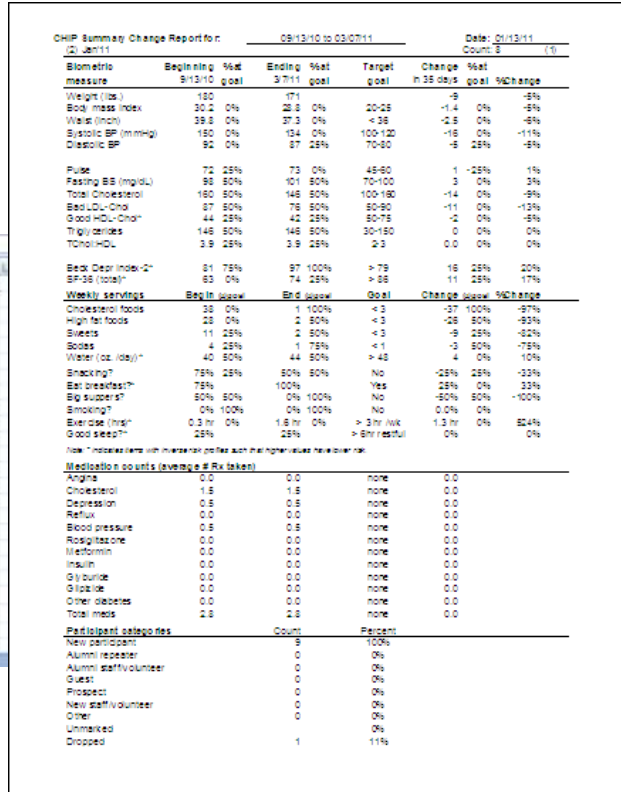 CHIP Summary Change Report for: 09/13/10 to 03/07/11 Date: 01/13/11
(2) Jan'11 Count: 8 (1)
Biometric Beginning %at Ending %at Target Change %at
measure 9/13/10 goal 3/7/11 goal goal in 35 days goal %Change
Weight (lbs.) 180 171 -9 -5%
Body mass index 30.2 0% 28.8 0% 20-25 -1.4 0% -5%
Waist (inch) 39.8 0% 37.3 0% < 36 -2.5 0% -6%
Systolic BP (mmHg) 150 0% 134 0% 100-120 -16 0% -11%
Diastolic BP 92 0% 87 25% 70-80 -5 25% -5%
Pulse 72 25% 73 0% 45-60 1 -25% 1%
Fasting BS (mg/dL) 98 50% 101 50% 70-100 3 0% 3%
Total Cholesterol 160 50% 146 50% 100-160 -14 0% -9%
Bad LDL-Chol 87 50% 76 50% 50-90 -11 0% -13%
Good HDL-Chol^ 44 25% 42 25% 50-75 -2 0% -5%
Triglycerides 146 50% 146 50% 30-150 0 0% 0%
TChol:HDL 3.9 25% 3.9 25% 2-3 0.0 0% 0%
Beck Depr Index-2^ 81 75% 97 100% > 79 16 25% 20%
SF-36 (total)^ 63 0% 74 25% > 86 11 25% 17%
Weekly servings Begin %goal End %goal Goal Change %goal %Change
Cholesterol foods 38 0% 1 100% < 3 -37 100% -97%
High fat foods 28 0% 2 50% < 3 -26 50% -93%
Sweets 11 25% 2 50% < 3 -9 25% -82%
Sodas 4 25% 1 75% < 1 -3 50% -75%
Water (oz. /day)^ 40 50% 44 50% > 48 4 0% 10%
Snacking? 75% 25% 50% 50% No -25% 25% -33%
Eat breakfast?^ 75% 100% Yes 25% 0% 33%
Big suppers? 50% 50% 0% 100% No -50% 50% -100%
Smoking? 0% 100% 0% 100% No 0.0% 0%
Exercise (hrs)^ 0.3 hr 0% 1.6 hr 0% > 3 hr /wk 1.3 hr 0% 524%
Good sleep?^ 25% 25% > 6hr restful 0% 0%
Note: ^ indicates items with inverse risk profiles such that higher values have lower risk.
Medication counts (average # Rx taken)
Angina 0.0 0.0 none 0.0
Cholesterol 1.5 1.5 none 0.0
Depression 0.5 0.5 none 0.0
Reflux 0.0 0.0 none 0.0
Blood pressure 0.5 0.5 none 0.0
Rosiglitazone 0.0 0.0 none 0.0
Metformin 0.0 0.0 none 0.0
Insulin 0.0 0.0 none 0.0
Glyburide 0.0 0.0 none 0.0
Glipizide 0.0 0.0 none 0.0
Other diabetes 0.0 0.0 none 0.0
Total meds 2.8 2.8 none 0.0
Participant categories Count Percent
New participant 9 100%
Alumni repeater 0 0%
Alumni staff/volunteer 0 0%
Guest 0 0%
Prospect 0 0%
New staff/volunteer 0 0%
Other 0 0%
Unmarked 0%
Dropped 1 11%